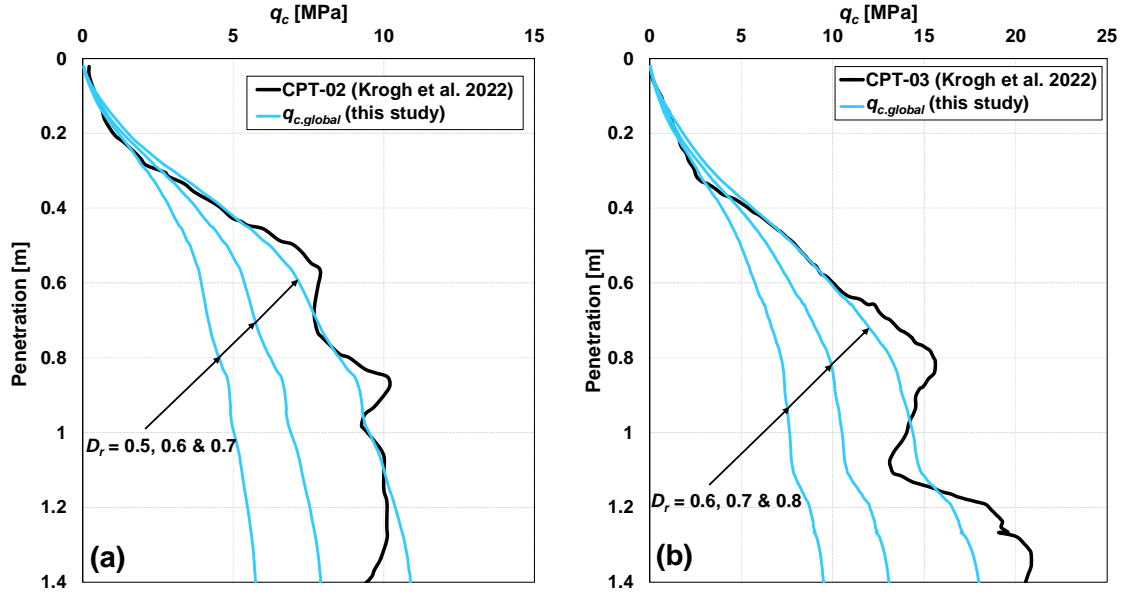 q_c [MPa]
0 5 10 15
Penetration [m]
0
0.2
0.4
0.6
0.8
1
1.2
1.4
CPT-02 (Krogh et al. 2022)
q_c.global (this study)
D_r = 0.5, 0.6 & 0.7
(a)
q_c [MPa]
0 5 10 15 20 25
Penetration [m]
0
0.2
0.4
0.6
0.8
1
1.2
1.4
CPT-03 (Krogh et al. 2022)
q_c.global (this study)
D_r = 0.6, 0.7 & 0.8
(b)